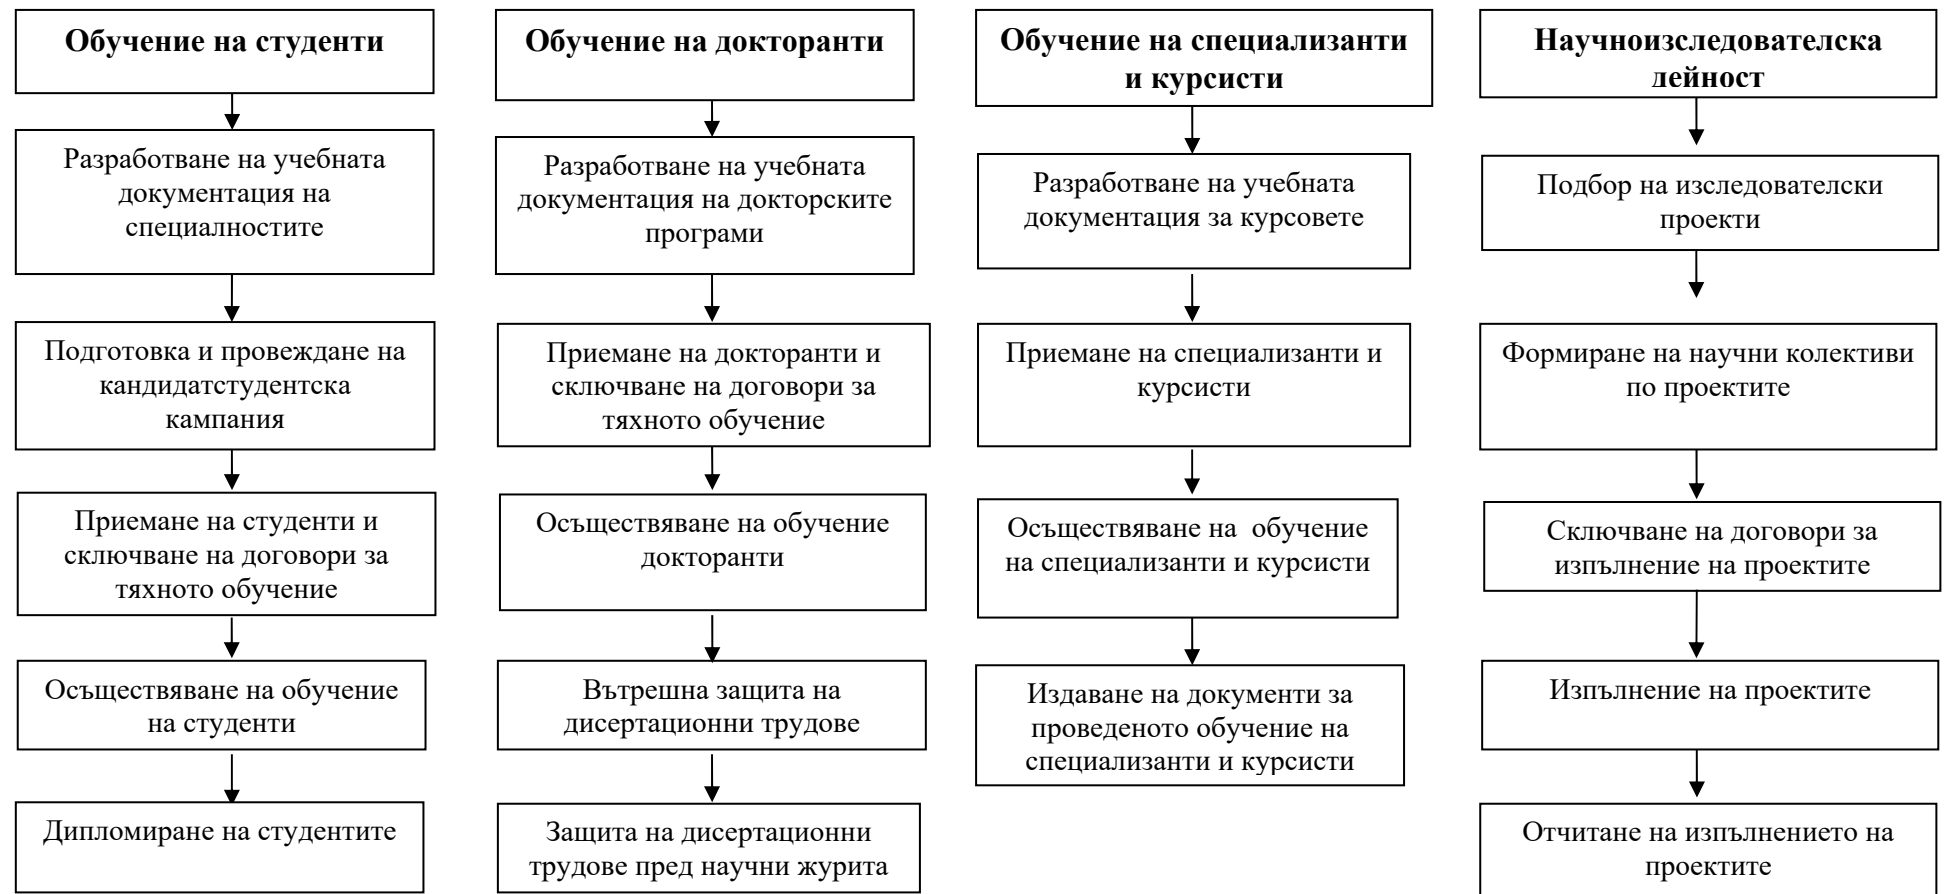 Обучение на студенти
Разработване на учебната
документация на
специалностите
Подготовка и провеждане на
кандидатстудентска
кампания
Приемане на студенти и
сключване на договори за
тяхното обучение
Осъществяване на обучение
на студенти
Дипломиране на студентите
Обучение на докторанти
Разработване на учебната
документация на докторските
програми
Приемане на докторанти и
сключване на договори за
тяхното обучение
Осъществяване на обучение
докторанти
Вътрешна защита на
дисертационни трудове
Защита на дисертационни
трудове пред научни журита
Обучение на специализанти
и курсисти
Разработване на учебната
документация за курсовете
Приемане на специализанти и
курсисти
Осъществяване на  обучение
на специализанти и курсисти
Издаване на документи за
проведеното обучение на
специализанти и курсисти
Научноизследователска
дейност
Подбор на изследователски
проекти
Формиране на научни колективи
по проектите
Сключване на договори за
изпълнение на проектите
Изпълнение на проектите
Отчитане на изпълнението на
проектите